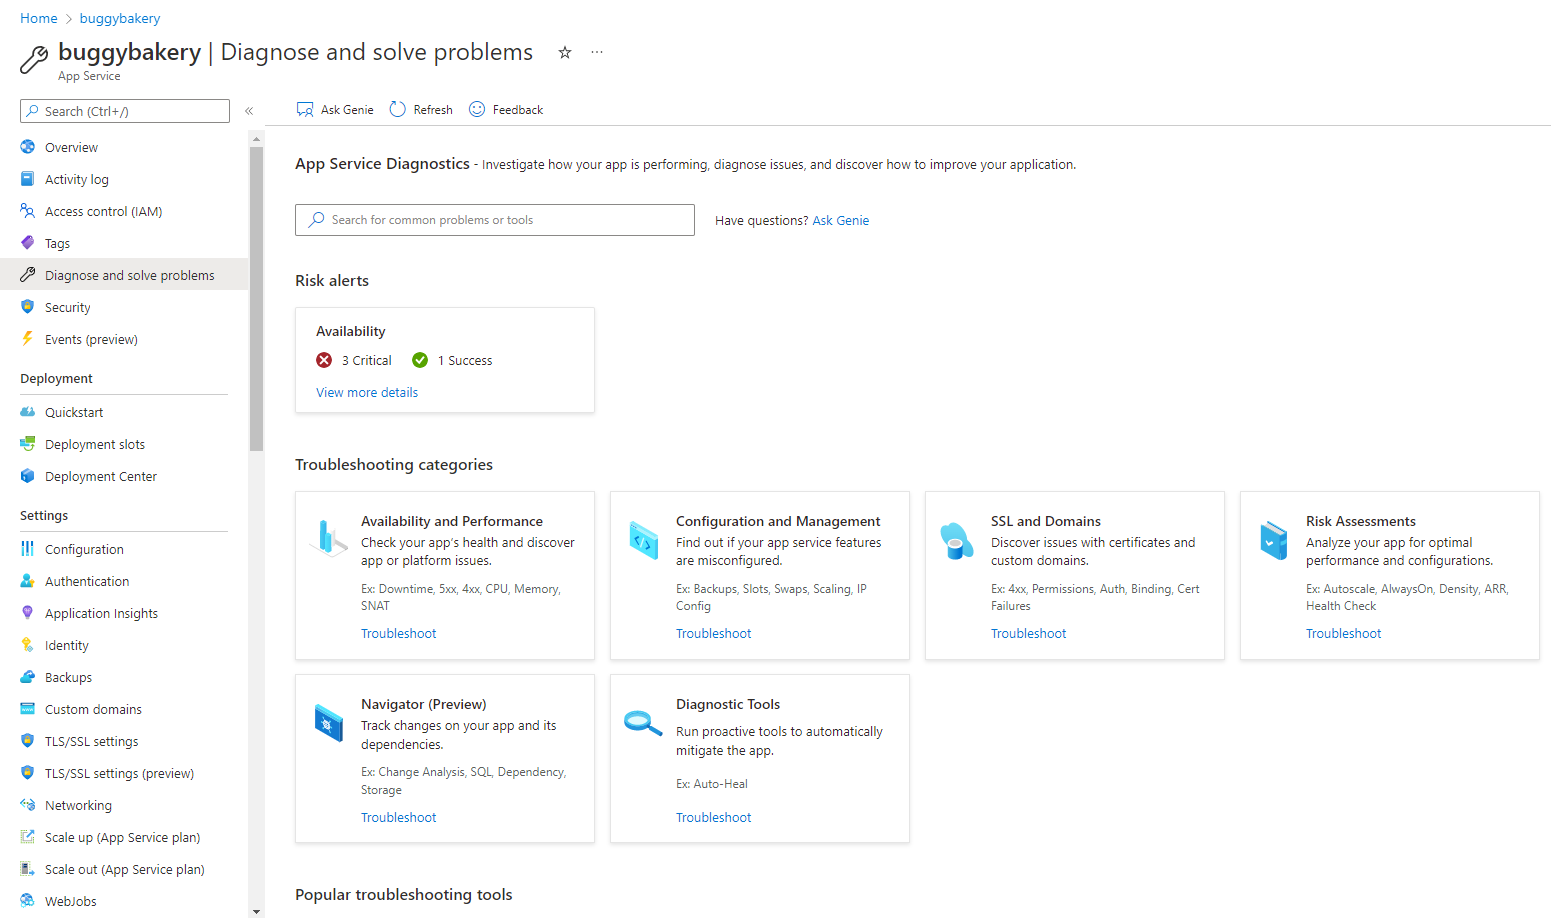 Home > buggybakery
buggybakery | Diagnose and solve problems
App Service
Search (Ctrl+/)
Overview
Activity log
Access control (IAM)
Tags
Diagnose and solve problems
Security
Events (preview)
Deployment
Quickstart
Deployment slots
Deployment Center
Settings
Configuration
Authentication
Application Insights
Identity
Backups
Custom domains
TLS/SSL settings
TLS/SSL settings (preview)
Networking
Scale up (App Service plan)
Scale out (App Service plan)
WebJobs
Ask Genie Refresh Feedback
App Service Diagnostics - Investigate how your app is performing, diagnose issues, and discover how to improve your application.
Search for common problems or tools
Have questions? Ask Genie
Risk alerts
Availability
3 Critical 1 Success
View more details
Troubleshooting categories
Availability and Performance
Check your app's health and discover
app or platform issues.
Ex: Downtime, 5xx, 4xx, CPU, Memory,
SNAT
Troubleshoot
Configuration and Management
Find out if your app service features
are misconfigured.
Ex: Backups, Slots, Swaps, Scaling, IP
Config
Troubleshoot
SSL and Domains
Discover issues with certificates and
custom domains.
Ex: 4xx, Permissions, Auth, Binding, Cert
Failures
Troubleshoot
Risk Assessments
Analyze your app for optimal
performance and configurations.
Ex: Autoscale, AlwaysOn, Density, ARR,
Health Check
Troubleshoot
Navigator (Preview)
Track changes on your app and its
dependencies.
Ex: Change Analysis, SQL, Dependency,
Storage
Troubleshoot
Diagnostic Tools
Run proactive tools to automatically
mitigate the app.
Ex: Auto-Heal
Troubleshoot
Popular troubleshooting tools